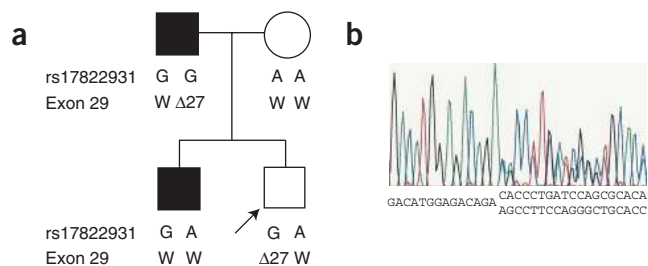 a
b
rs17822931 G G A A
Exon 29 W Δ27 W W
rs17822931 G A G A
Exon 29 W W Δ27 W
GACATGGAGACAGA
CACCCTGATCCAGCGCACA
AGCCTTCCAGGGCTGCACC